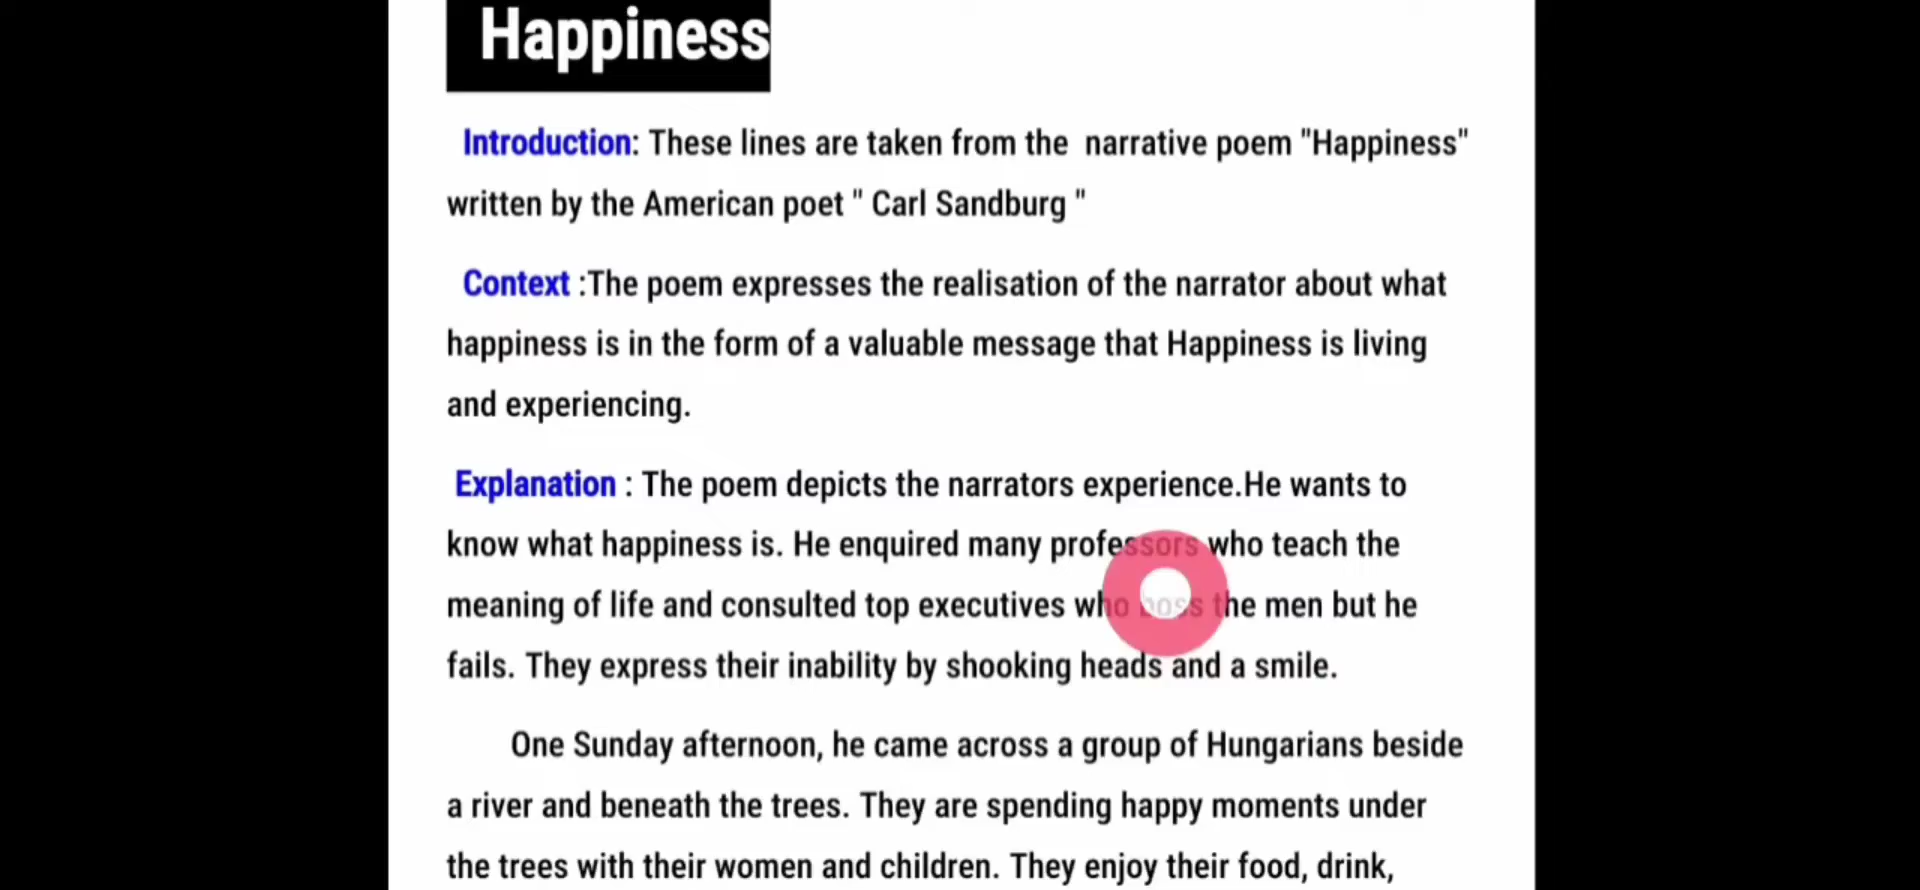 Happiness
Introduction: These lines are taken from the narrative poem "Happiness"
written by the American poet " Carl Sandburg "
Context :The poem expresses the realisation of the narrator about what
happiness is in the form of a valuable message that Happiness is living
and experiencing.
Explanation : The poem depicts the narrators experience.He wants to
know what happiness is. He enquired many professors who teach the
meaning of life and consulted top executives who boss the men but he
fails. They express their inability by shooking heads and a smile.
One Sunday afternoon, he came across a group of Hungarians beside
a river and beneath the trees. They are spending happy moments under
the trees with their women and children. They enjoy their food, drink,